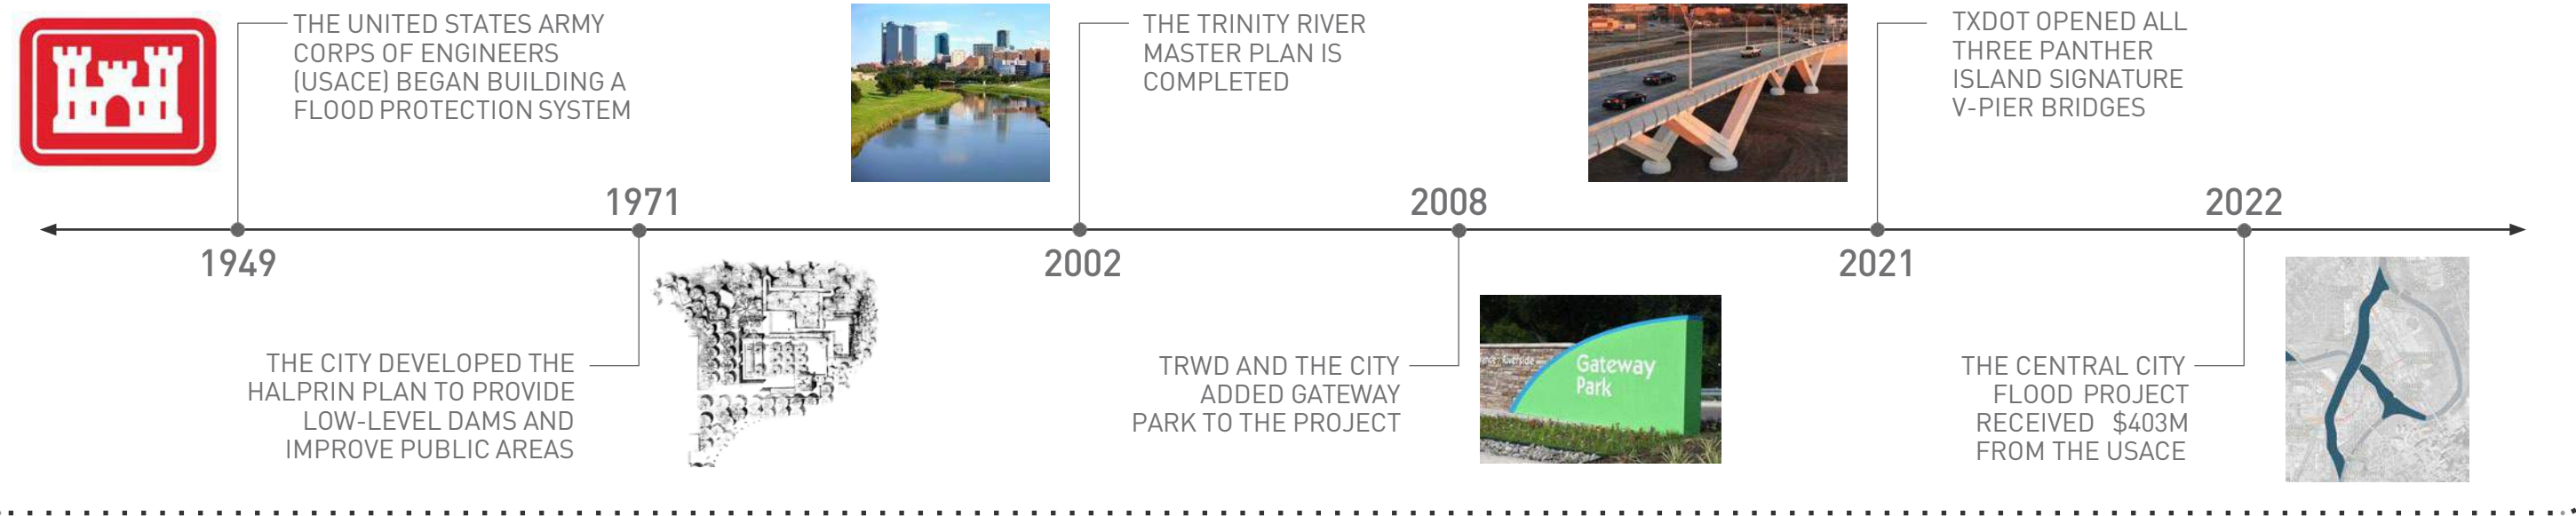 THE UNITED STATES ARMY
CORPS OF ENGINEERS
(USACE) BEGAN BUILDING A
FLOOD PROTECTION SYSTEM
1949
1971
THE CITY DEVELOPED THE
HALPRIN PLAN TO PROVIDE
LOW-LEVEL DAMS AND
IMPROVE PUBLIC AREAS
THE TRINITY RIVER
MASTER PLAN IS
COMPLETED
2002
2008
TRWD AND THE CITY
ADDED GATEWAY
PARK TO THE PROJECT
Gateway
Park
TXDOT OPENED ALL
THREE PANTHER
ISLAND SIGNATURE
V-PIER BRIDGES
2021
2022
THE CENTRAL CITY
FLOOD PROJECT
RECEIVED $403M
FROM THE USACE